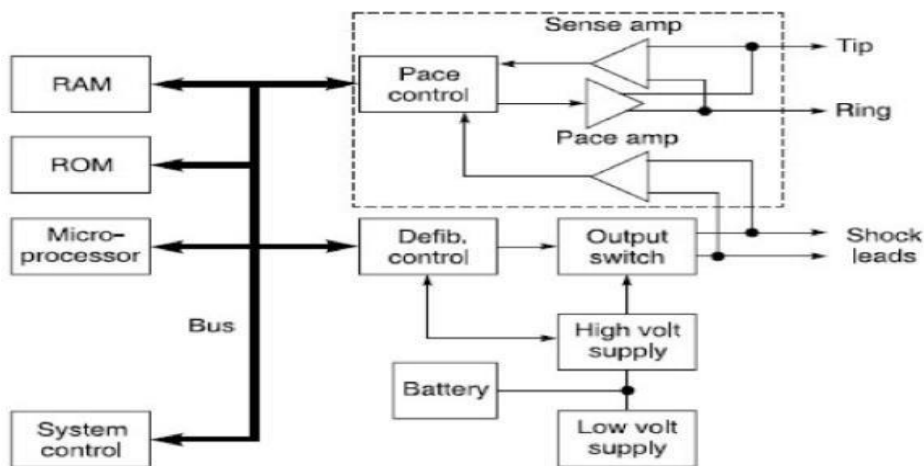 Sense amp
Tip
RAM
Pace
control
Ring
Pace amp
ROM
Micro-
processor
Defib.
control
Output
switch
Shock
leads
Bus
High volt
supply
Battery
System
control
Low volt
supply